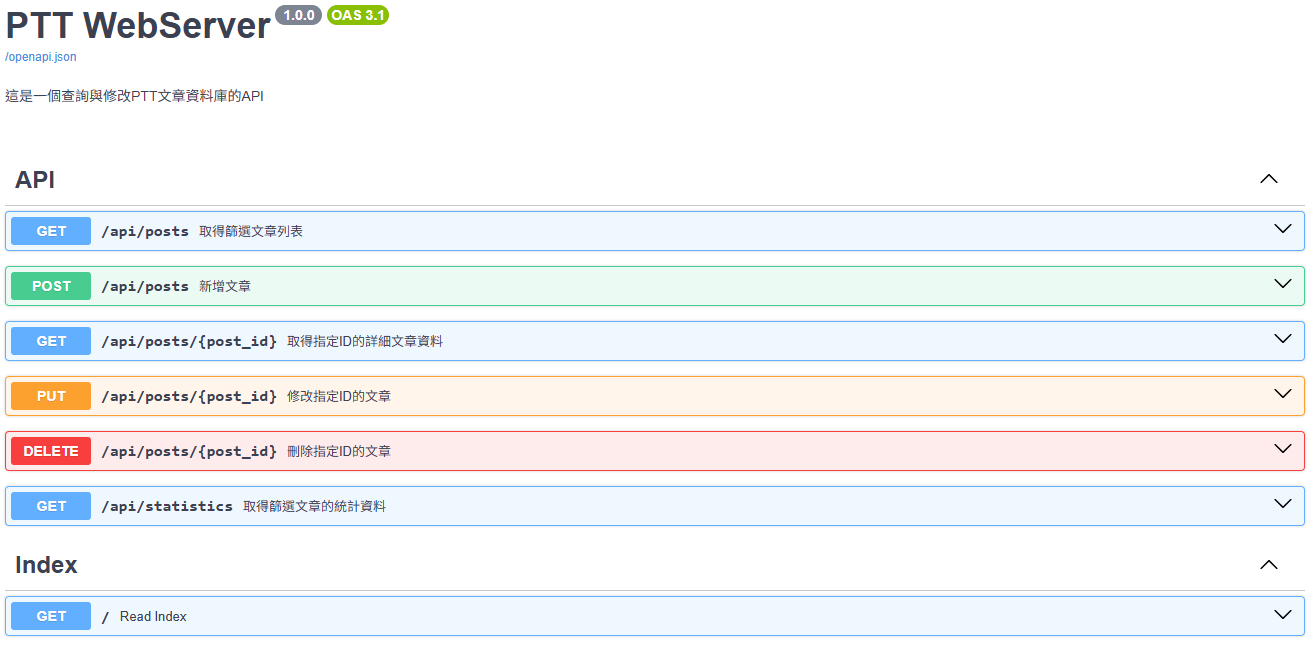 PTT WebServer 1.0.0 OAS 3.1
/openapi.json
這是一個查詢與修改PTT文章資料庫的API
API
GET /api/posts 取得篩選文章列表
POST /api/posts 新增文章
GET /api/posts/{post_id} 取得指定ID的詳細文章資料
PUT /api/posts/{post_id} 修改指定ID的文章
DELETE /api/posts/{post_id} 刪除指定ID的文章
GET /api/statistics 取得篩選文章的統計資料
Index
GET / Read Index